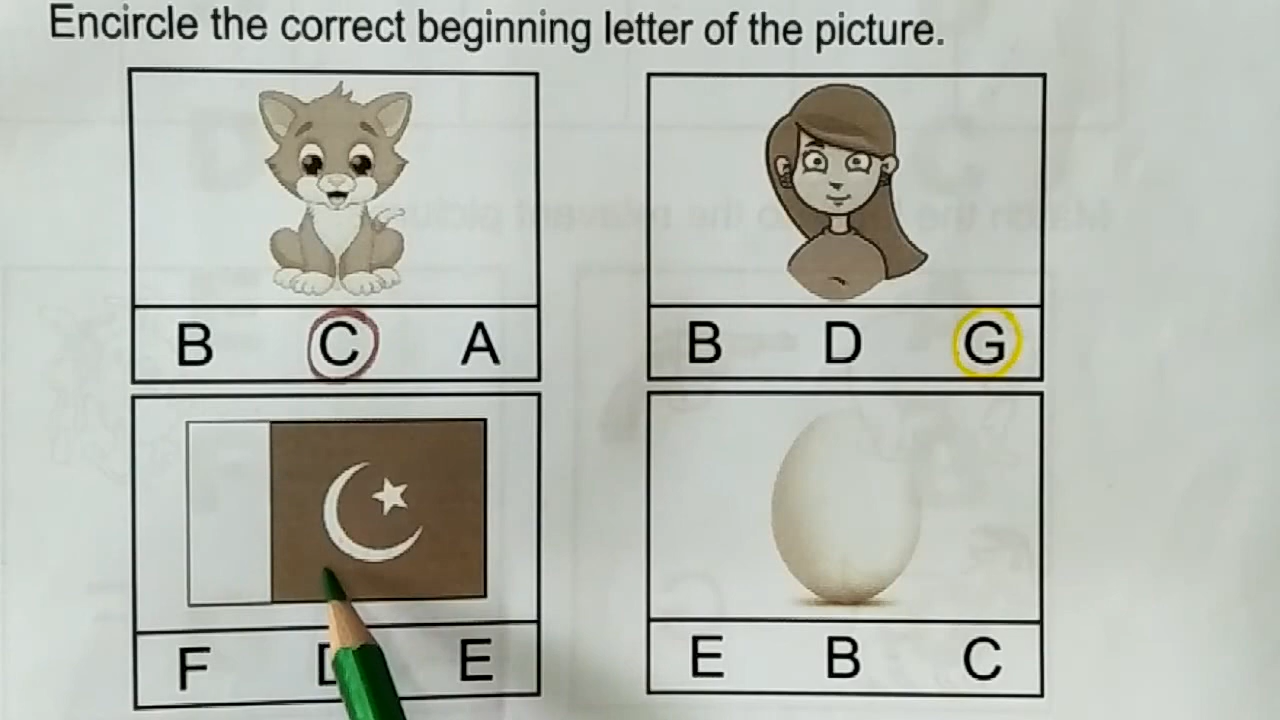 Encircle the correct beginning letter of the picture.
B C A
B D G
F E
E B C